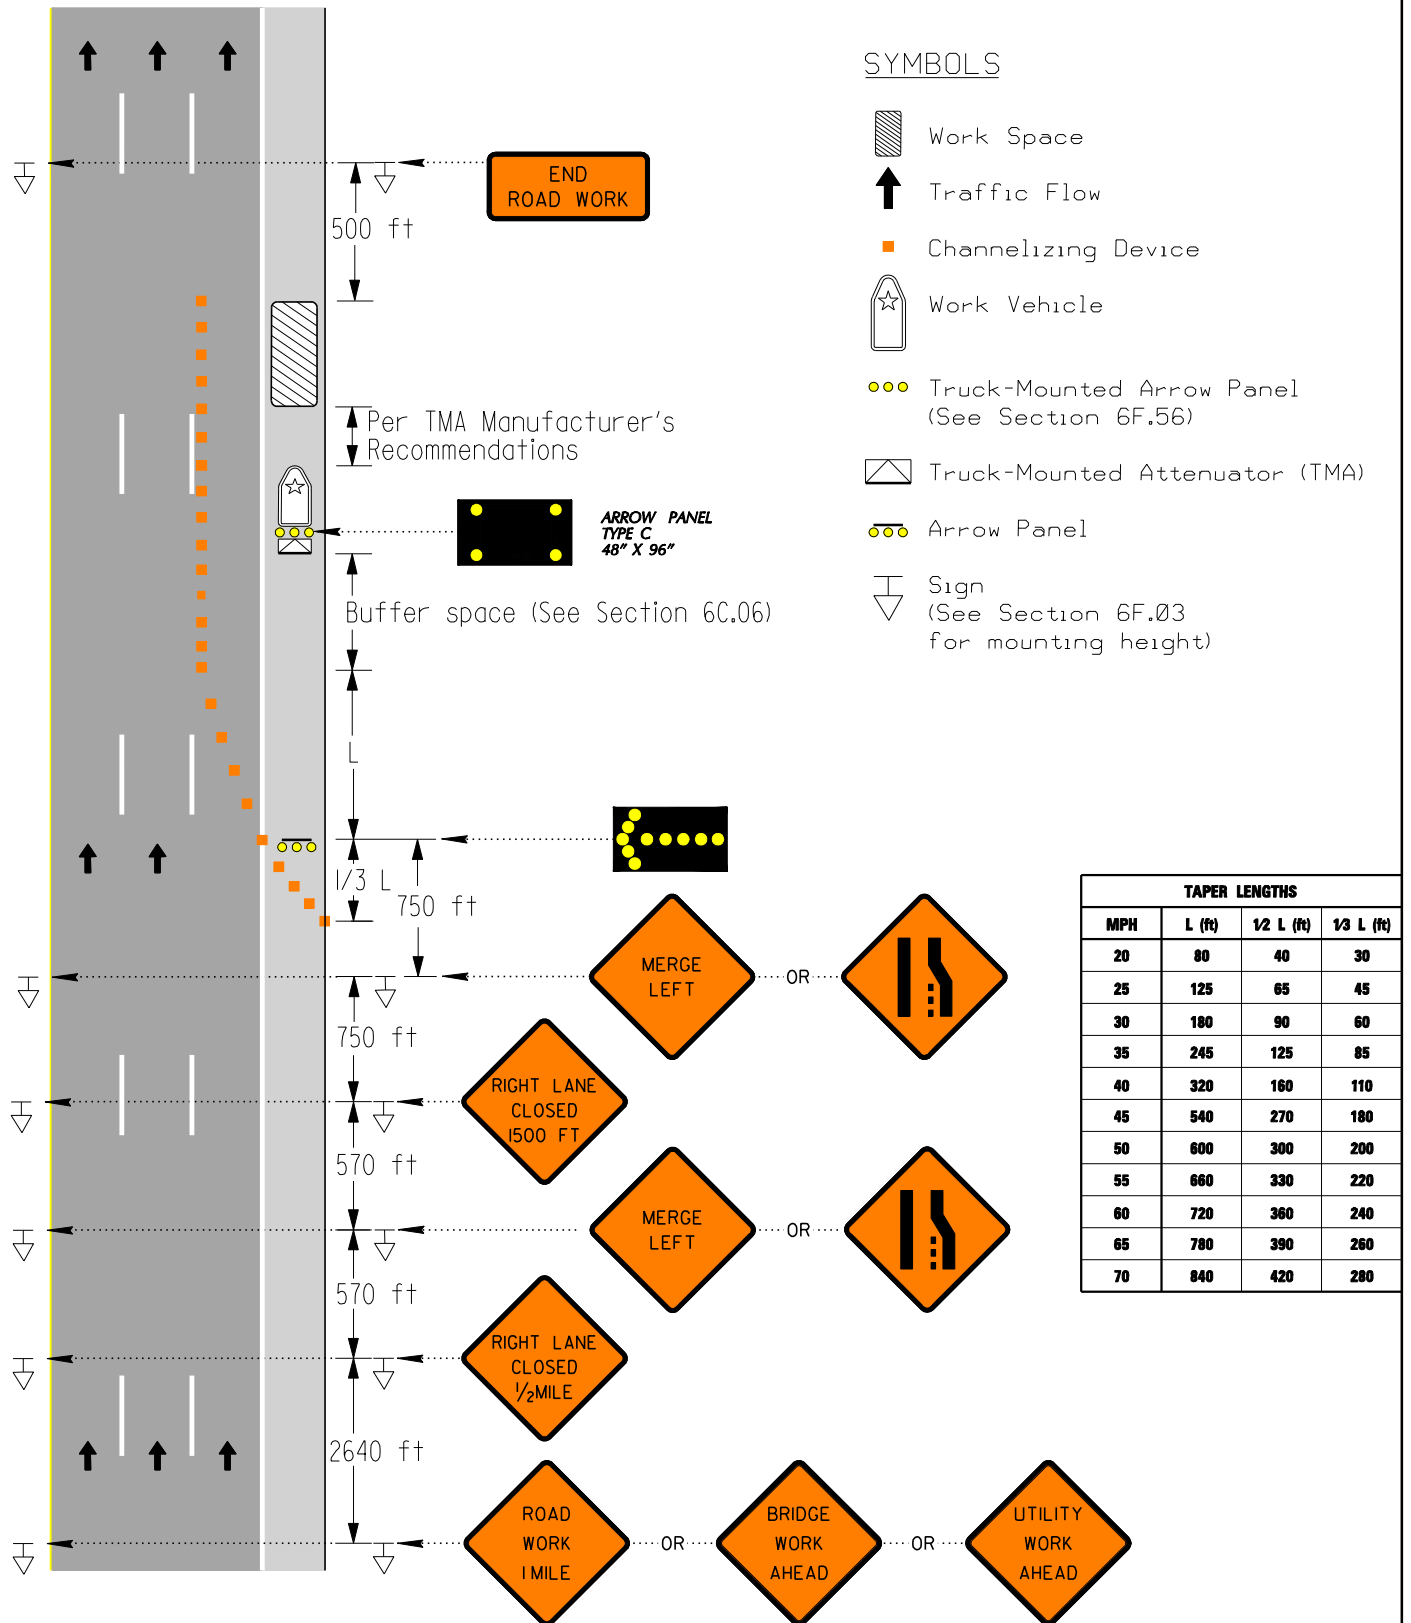 SYMBOLS
Work Space
Traffic Flow
Channelizing Device
Work Vehicle
Truck-Mounted Arrow Panel
(See Section 6F.56)
Truck-Mounted Attenuator (TMA)
Arrow Panel
Sign
(See Section 6F.03
for mounting height)
END
ROAD WORK
500 ft
Per TMA Manufacturer's
Recommendations
ARROW PANEL
TYPE C
48" X 96"
Buffer space (See Section 6C.06)
L
1/3 L
750 ft
MERGE
LEFT
OR
750 ft
RIGHT LANE
CLOSED
1500 FT
570 ft
MERGE
LEFT
OR
570 ft
RIGHT LANE
CLOSED
1/2 MILE
2640 ft
ROAD
WORK
1 MILE
OR
BRIDGE
WORK
AHEAD
OR
UTILITY
WORK
AHEAD
TAPER LENGTHS
MPH L (ft) 1/2 L (ft) 1/3 L (ft)
20 80 40 30
25 125 65 45
30 180 90 60
35 245 125 85
40 320 160 110
45 540 270 180
50 600 300 200
55 660 330 220
60 720 360 240
65 780 390 260
70 840 420 280